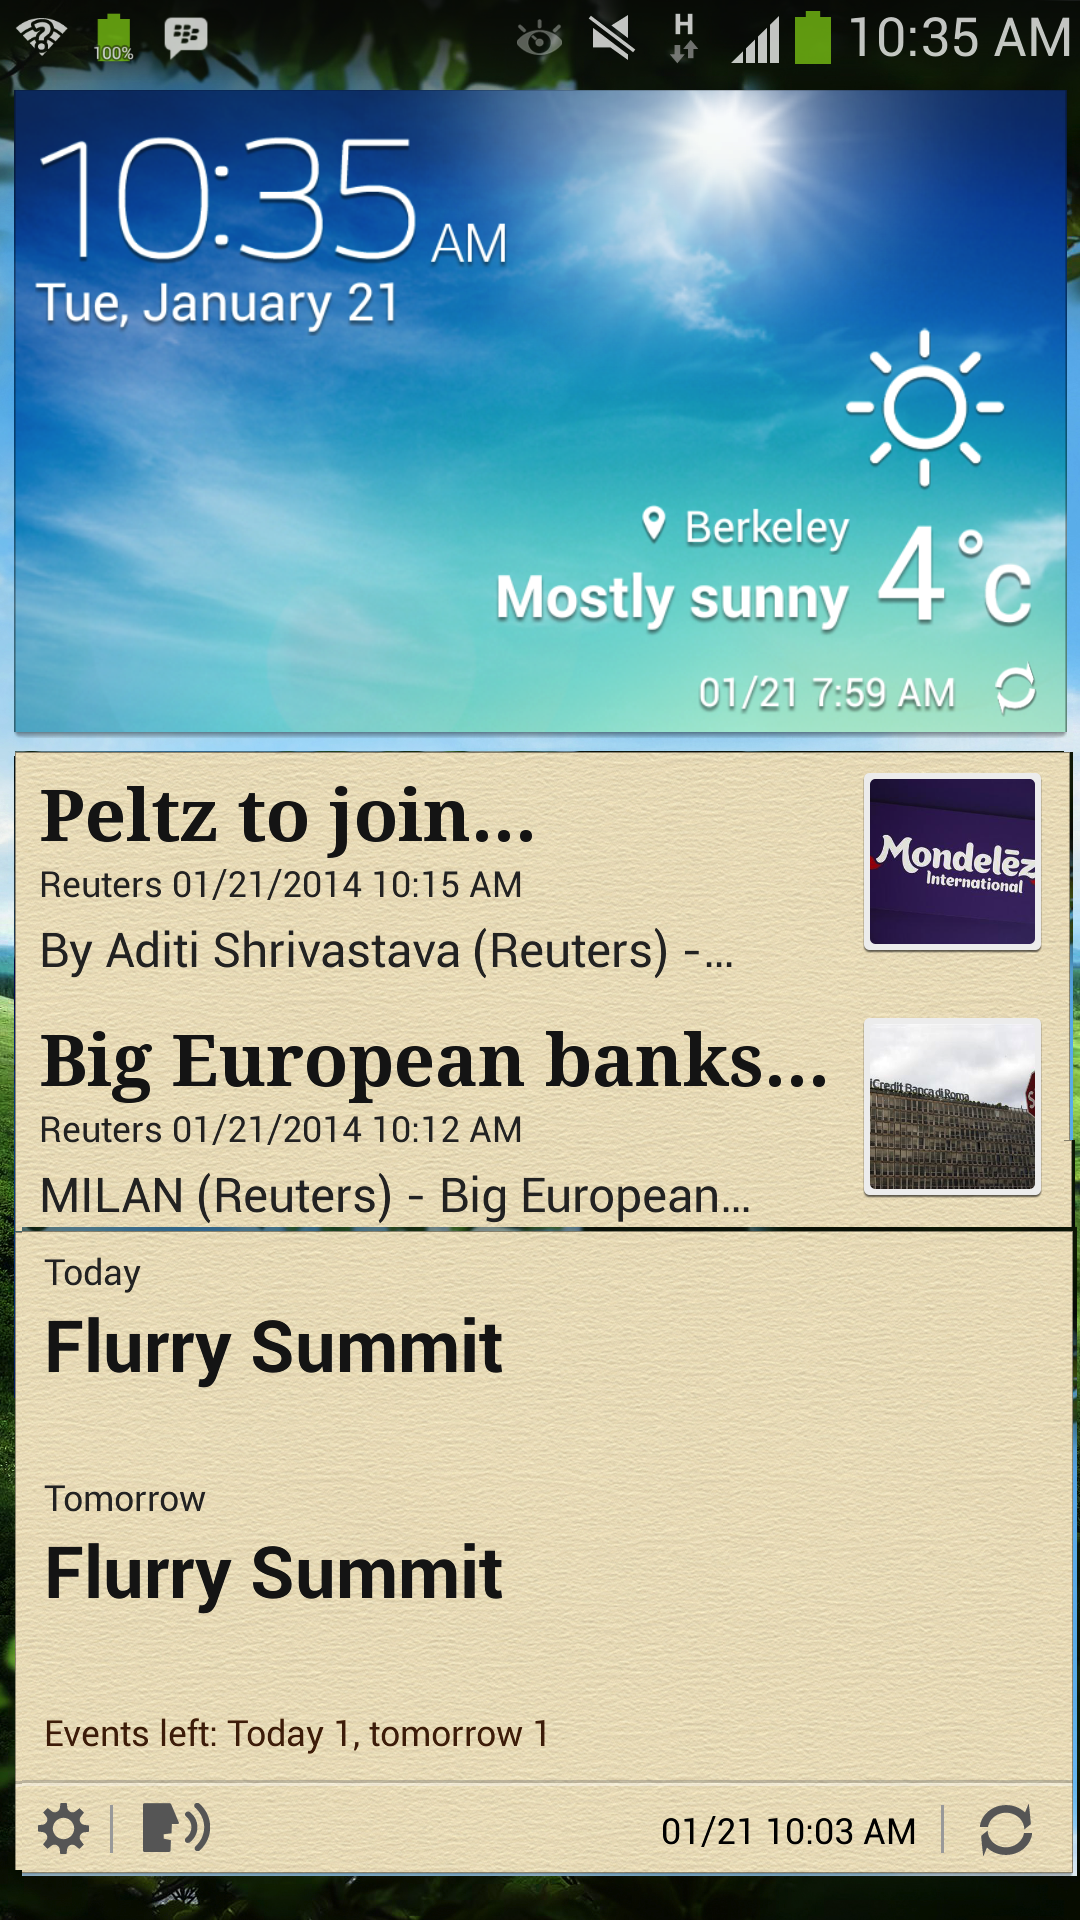 100%
H
10:35 AM
10:35 AM
Tue, January 21
Berkeley
Mostly sunny
4°C
01/21 7:59 AM
Peltz to join...
Reuters 01/21/2014 10:15 AM
By Aditi Shrivastava (Reuters) -...
Mondelēz
International
Big European banks...
Reuters 01/21/2014 10:12 AM
MILAN (Reuters) - Big European...
iCredit Banca di Roma
S
Today
Flurry Summit
Tomorrow
Flurry Summit
Events left: Today 1, tomorrow 1
01/21 10:03 AM